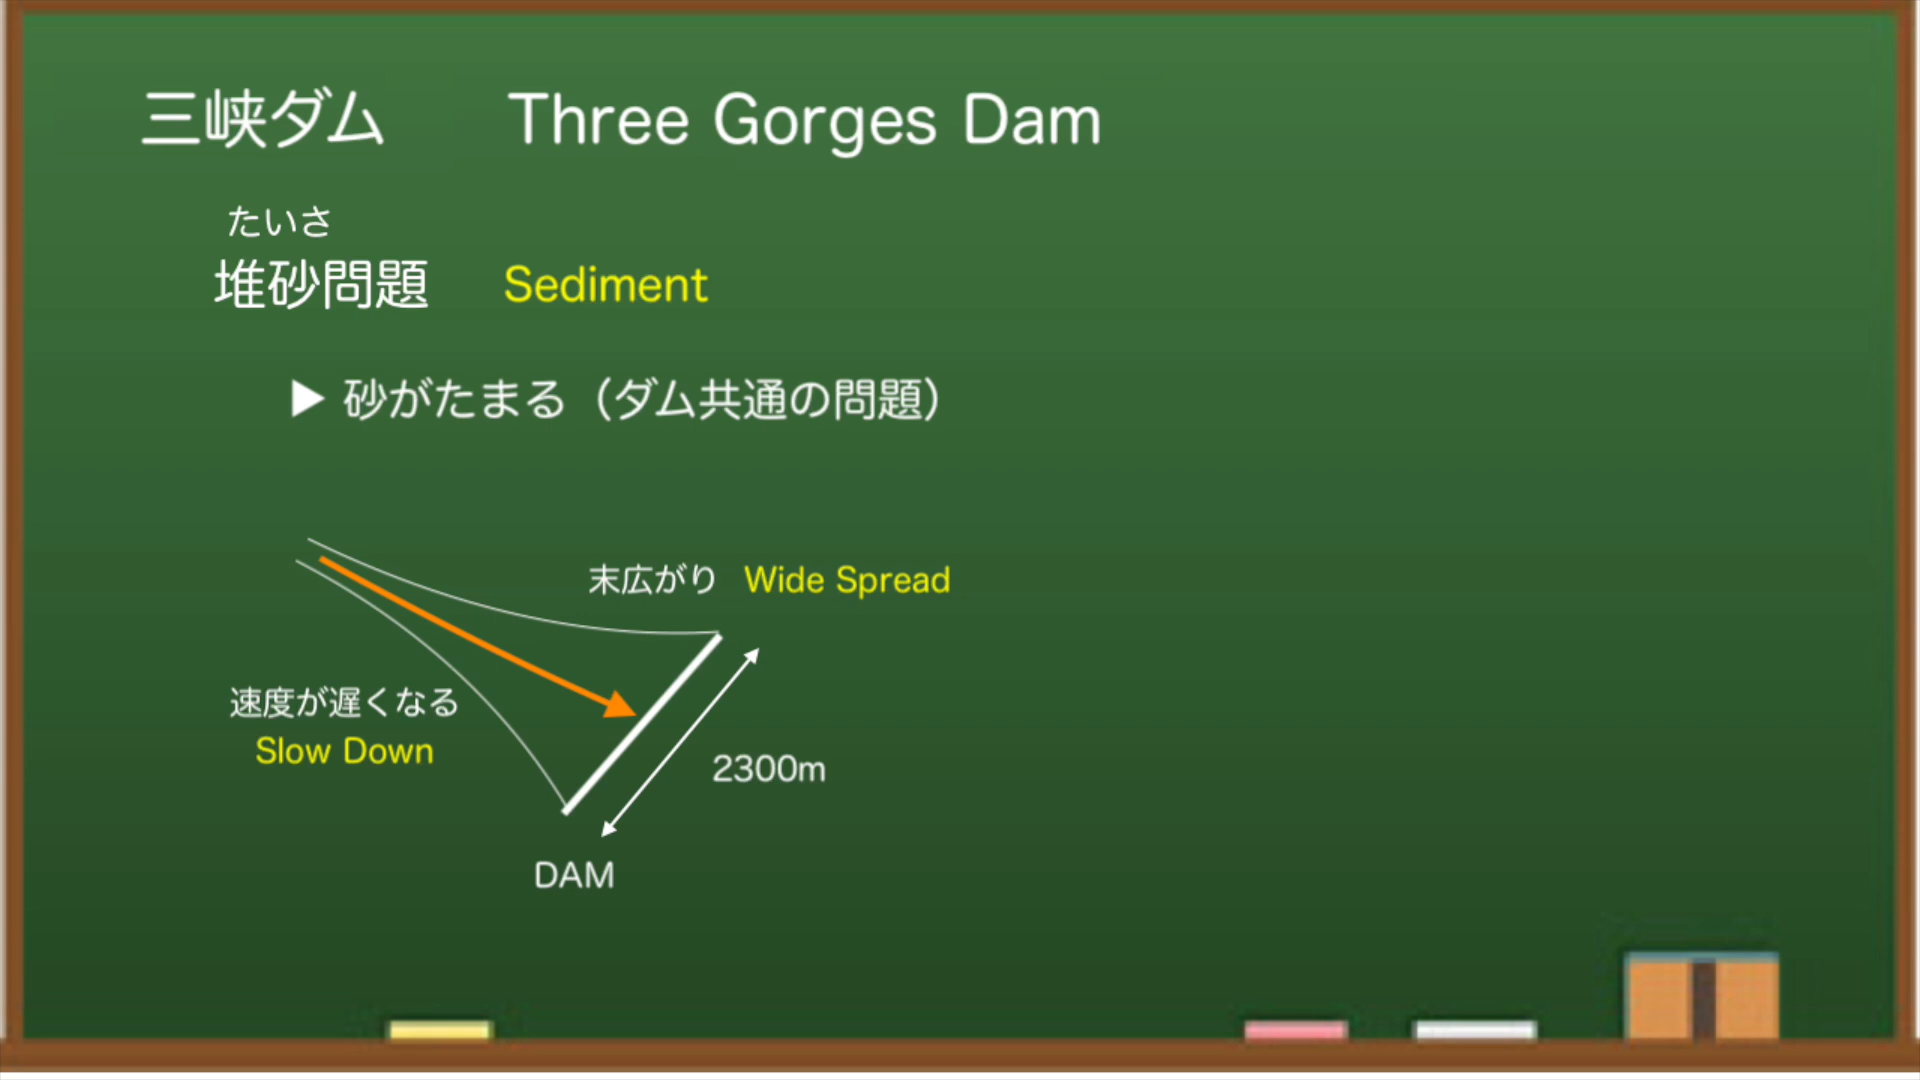 三峡ダム Three Gorges Dam
たいさ
堆砂問題 Sediment
▶ 砂がたまる（ダム共通の問題）
末広がり Wide Spread
速度が遅くなる
Slow Down
2300m
DAM